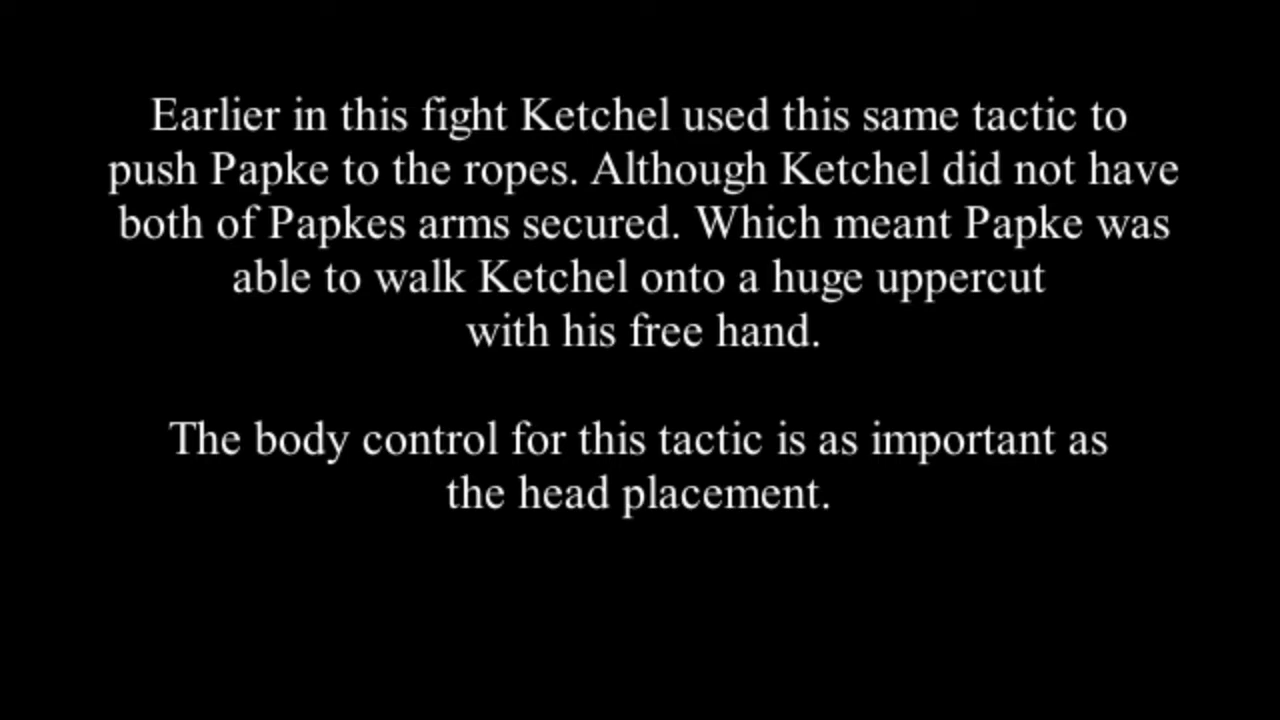 Earlier in this fight Ketchel used this same tactic to
push Papke to the ropes. Although Ketchel did not have
both of Papkes arms secured. Which meant Papke was
able to walk Ketchel onto a huge uppercut
with his free hand.
The body control for this tactic is as important as
the head placement.